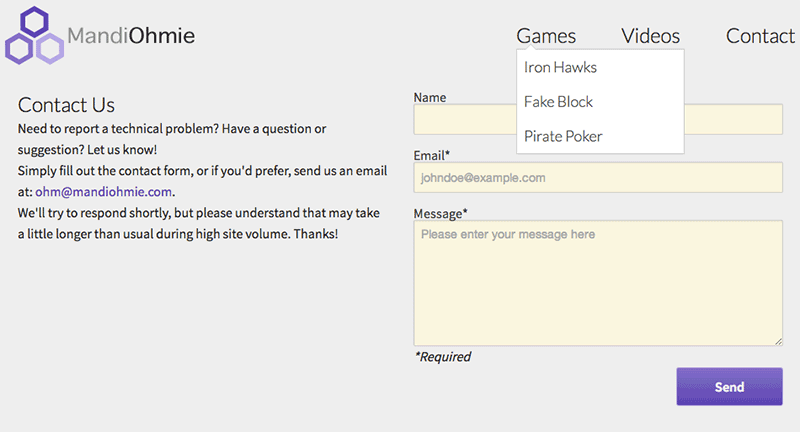 MandiOhmie
Games Videos Contact
Iron Hawks
Fake Block
Pirate Poker
Contact Us
Need to report a technical problem? Have a question or
suggestion? Let us know!
Simply fill out the contact form, or if you'd prefer, send us an email
at: ohm@mandiohmie.com.
We'll try to respond shortly, but please understand that may take
a little longer than usual during high site volume. Thanks!
Name
Email*
johndoe@example.com
Message*
Please enter your message here
*Required
Send